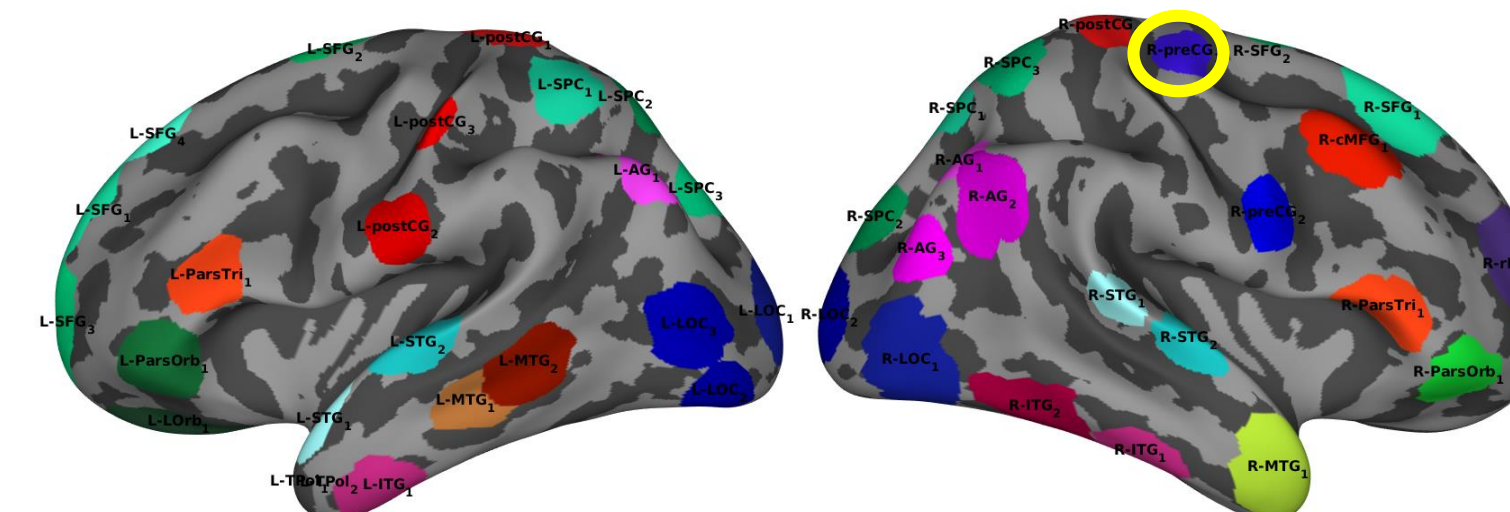 L-SFG2
L-postCG1
L-SPC1
L-SPC2
L-SFG4
L-postCG3
L-AG1
L-SPC3
L-SFG1
L-postCG2
L-ParsTri1
L-SFG3
L-LOC3
L-LOC1
L-STG2
L-ParsOrb1
L-MTG2
L-LOC
L-MTG1
L-LOrb1
L-STG1
L-TPol2
L-ITG1
R-postCG
R-preCG
R-SFG2
R-SPC3
R-SPC1
R-SFG1
R-cMFG1
R-AG1
R-AG2
R-SPC2
R-preCG2
R-AG3
R-STG1
R-ParsTri1
R-LOC2
R-STG2
R-LOC1
R-ParsOrb1
R-ITG2
R-ITG1
R-MTG1